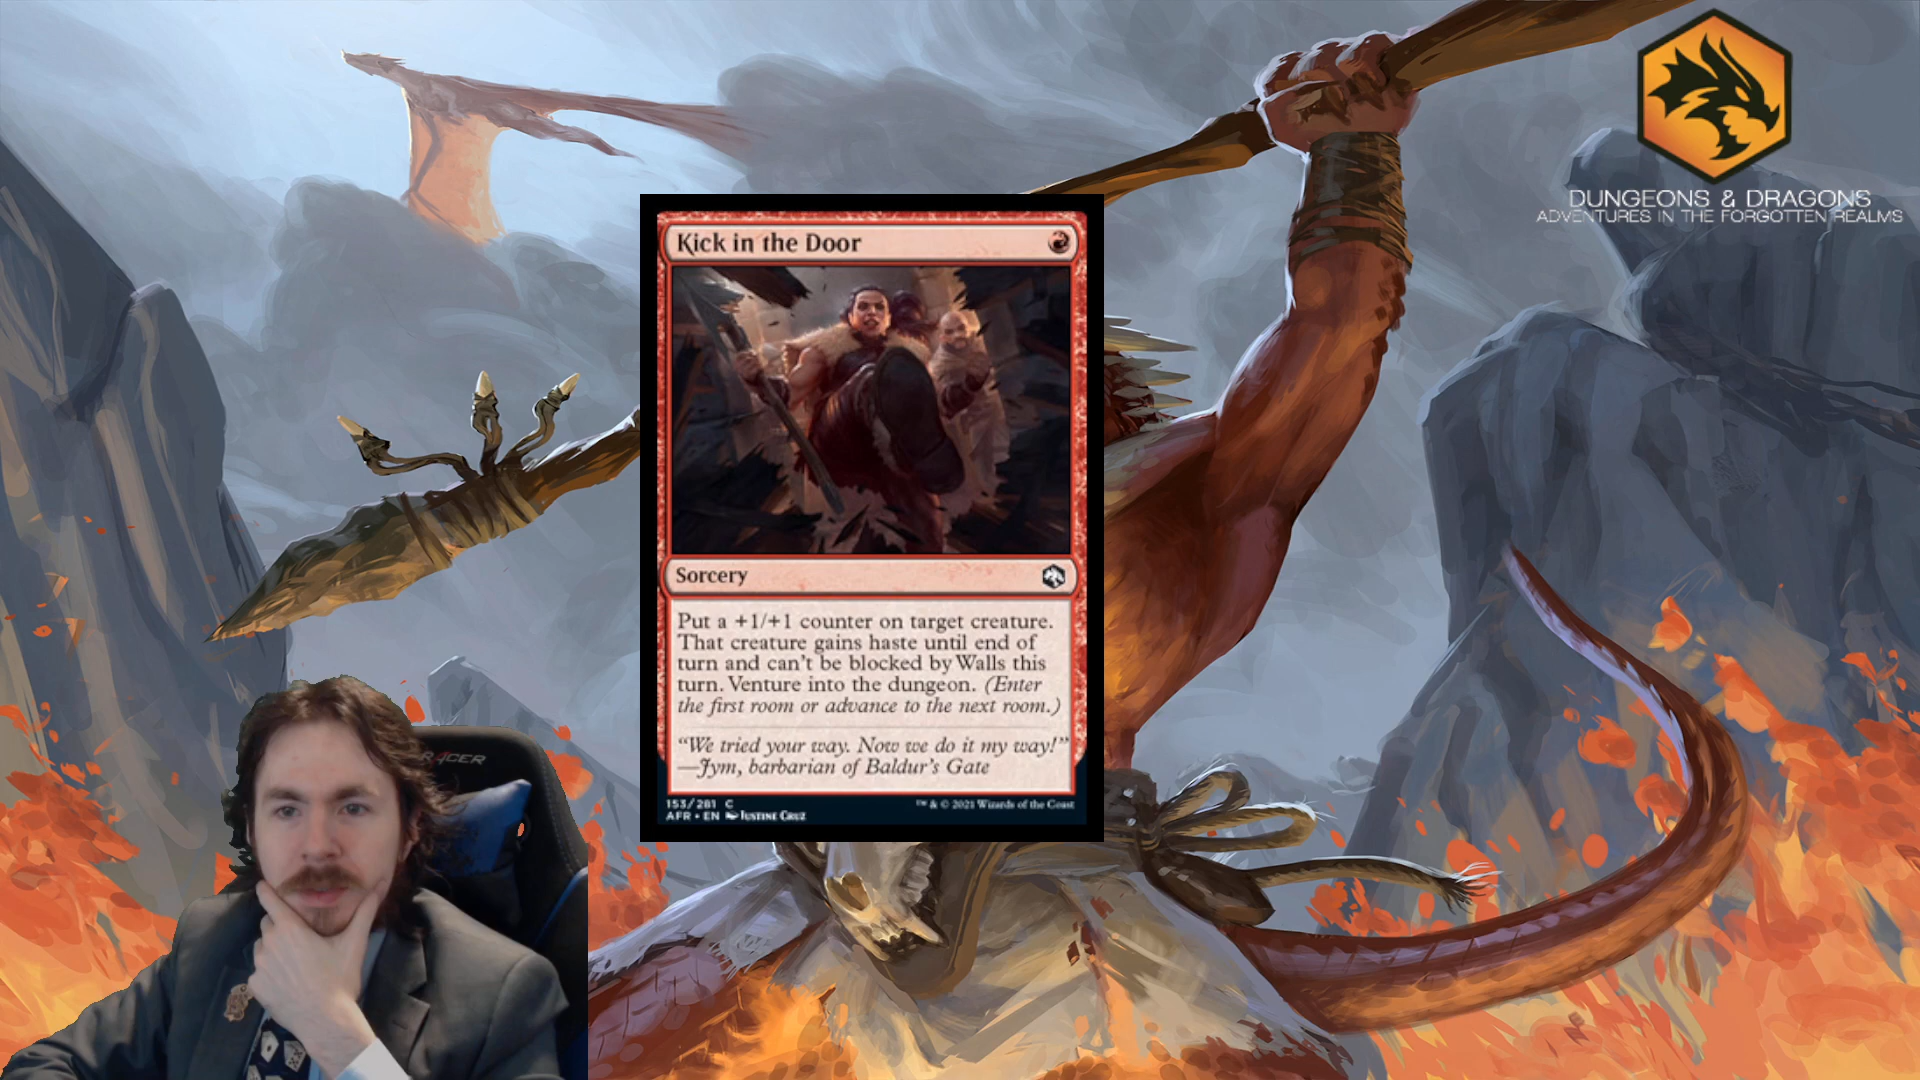 DUNGEONS & DRAGONS
ADVENTURES IN THE FORGOTTEN REALMS
Kick in the Door
Sorcery
Put a +1/+1 counter on target creature.
That creature gains haste until end of
turn and can't be blocked by Walls this
turn. Venture into the dungeon. (Enter
the first room or advance to the next room.)
“We tried your way. Now we do it my way!”
—Jym, barbarian of Baldur's Gate
153/281 C
AFR • EN Justine Cruz
™ & © 2021 Wizards of the Coast